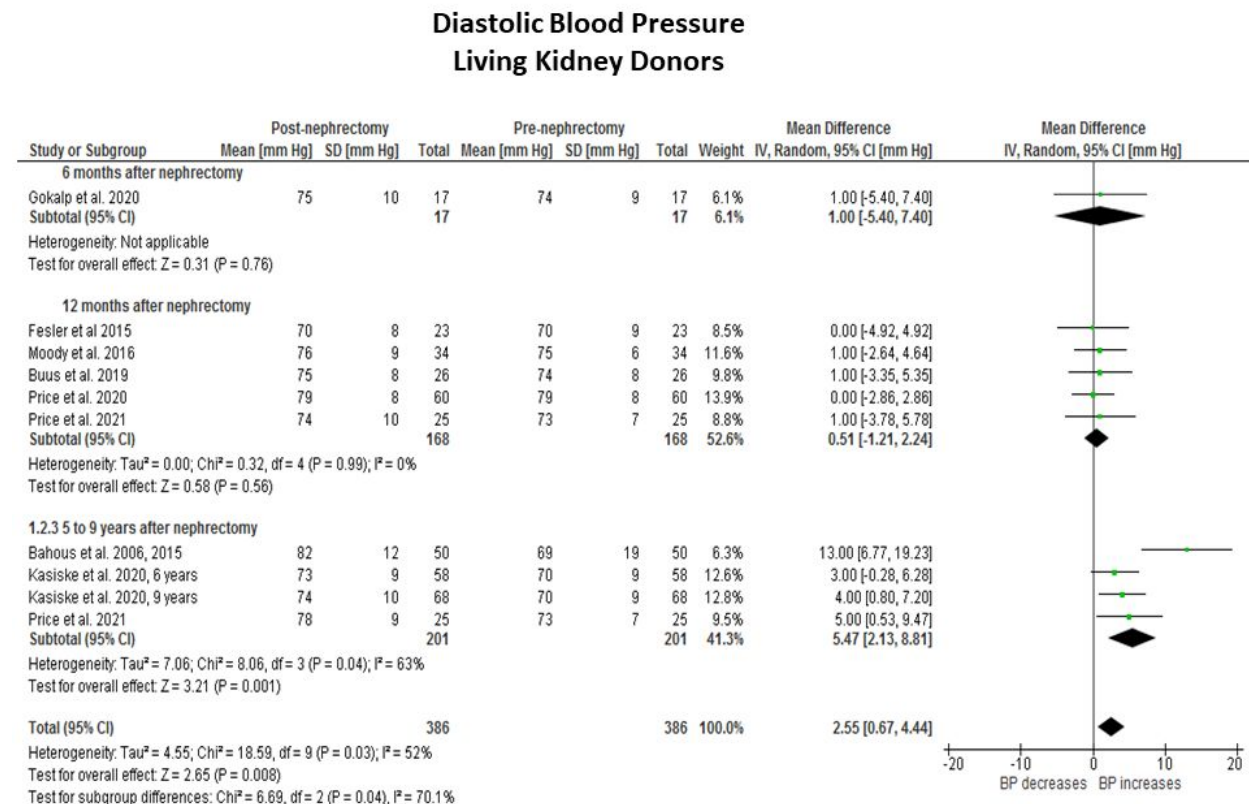 Diastolic Blood Pressure
Living Kidney Donors
Post-nephrectomy Pre-nephrectomy Mean Difference Mean Difference
Study or Subgroup Mean [mm Hg] SD [mm Hg] Total Mean [mm Hg] SD [mm Hg] Total Weight IV, Random, 95% CI [mm Hg] IV, Random, 95% CI [mm Hg]
6 months after nephrectomy
Gokalp et al. 2020 75 10 17 74 9 17 6.1% 1.00 [-5.40, 7.40]
Subtotal (95% CI) 17 17 6.1% 1.00 [-5.40, 7.40]
Heterogeneity: Not applicable
Test for overall effect: Z = 0.31 (P = 0.76)
12 months after nephrectomy
Fesler et al 2015 70 8 23 70 9 23 8.5% 0.00 [-4.92, 4.92]
Moody et al. 2016 76 9 34 75 6 34 11.6% 1.00 [-2.64, 4.64]
Buus et al. 2019 75 8 26 74 8 26 9.8% 1.00 [-3.35, 5.35]
Price et al. 2020 79 8 60 79 8 60 13.9% 0.00 [-2.86, 2.86]
Price et al. 2021 74 10 25 73 7 25 8.8% 1.00 [-3.78, 5.78]
Subtotal (95% CI) 168 168 52.6% 0.51 [-1.21, 2.24]
Heterogeneity: Tau² = 0.00; Chi² = 0.32, df = 4 (P = 0.99); I² = 0%
Test for overall effect: Z = 0.58 (P = 0.56)
1.2.3 5 to 9 years after nephrectomy
Bahous et al. 2006, 2015 82 12 50 69 19 50 6.3% 13.00 [6.77, 19.23]
Kasiske et al. 2020, 6 years 73 9 58 70 9 58 12.6% 3.00 [-0.28, 6.28]
Kasiske et al. 2020, 9 years 74 10 68 70 9 68 12.8% 4.00 [0.80, 7.20]
Price et al. 2021 78 9 25 73 7 25 9.5% 5.00 [0.53, 9.47]
Subtotal (95% CI) 201 201 41.3% 5.47 [2.13, 8.81]
Heterogeneity: Tau² = 7.06; Chi² = 8.06, df = 3 (P = 0.04); I² = 63%
Test for overall effect: Z = 3.21 (P = 0.001)
Total (95% CI) 386 386 100.0% 2.55 [0.67, 4.44]
Heterogeneity: Tau² = 4.55; Chi² = 18.59, df = 9 (P = 0.03); I² = 52%
Test for overall effect: Z = 2.65 (P = 0.008)
Test for subgroup differences: Chi² = 6.69, df = 2 (P = 0.04), I² = 70.1%
-20 -10 0 10 20
BP decreases BP increases